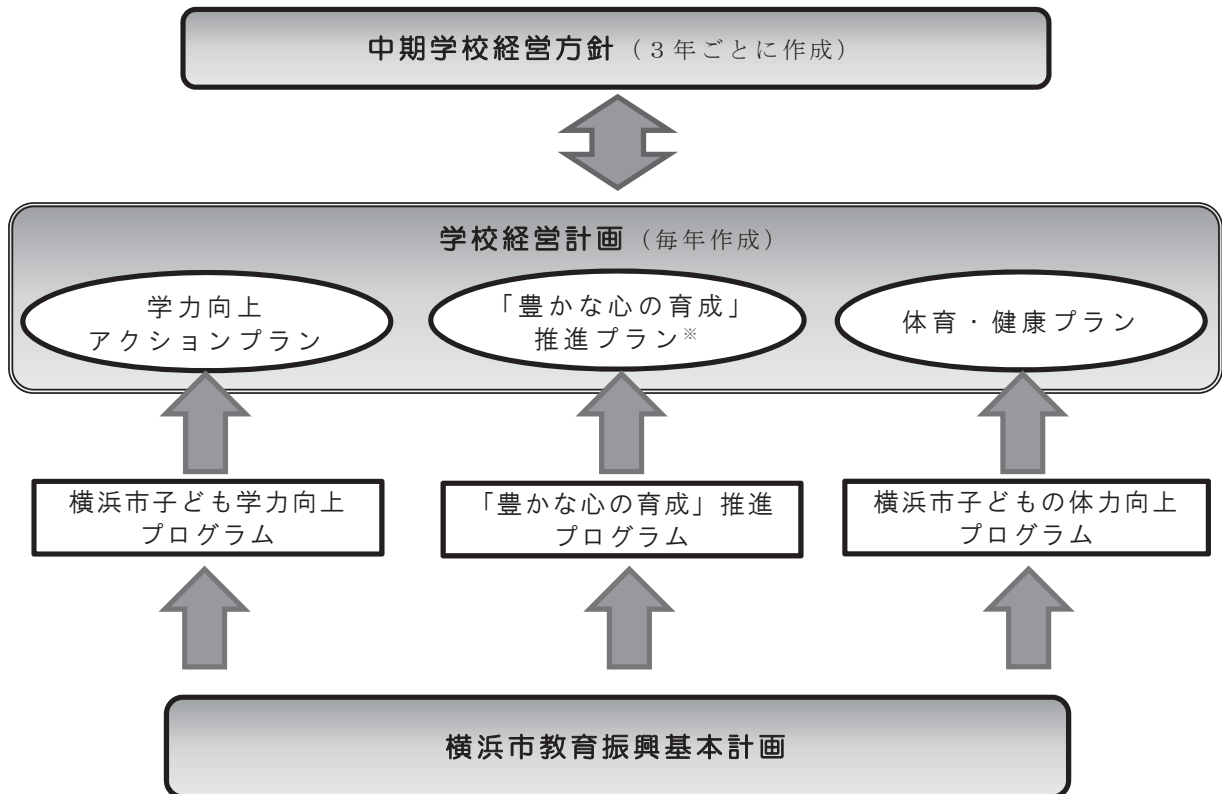 中期学校経営方針（３年ごとに作成）
学校経営計画（毎年作成）
学力向上
アクションプラン
「豊かな心の育成」
推進プラン※
体育・健康プラン
横浜市子ども学力向上
プログラム
「豊かな心の育成」推進
プログラム
横浜市子どもの体力向上
プログラム
横浜市教育振興基本計画